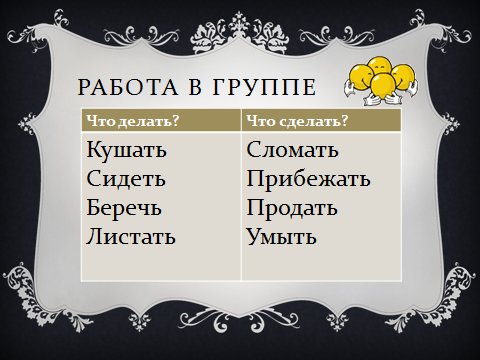 РАБОТА В ГРУППЕ
Что делать? Что сделать?
Кушать Сломать
Сидеть Прибежать
Беречь Продать
Листать Умыть